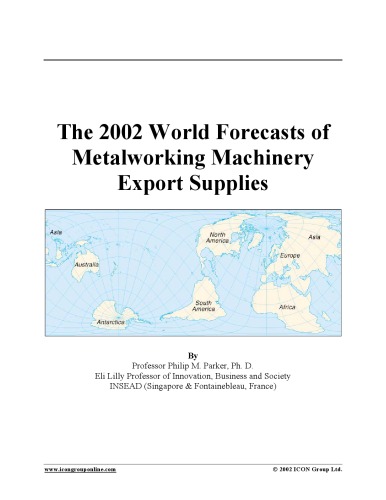 The 2002 World Forecasts of
Metalworking Machinery
Export Supplies
Asia
Australia
Antarctica
North
America
South
America
Europe
Asia
Africa
By
Professor Philip M. Parker, Ph. D.
Eli Lilly Professor of Innovation, Business and Society
INSEAD (Singapore & Fontainebleau, France)
www.icongrouponline.com
© 2002 ICON Group Ltd.